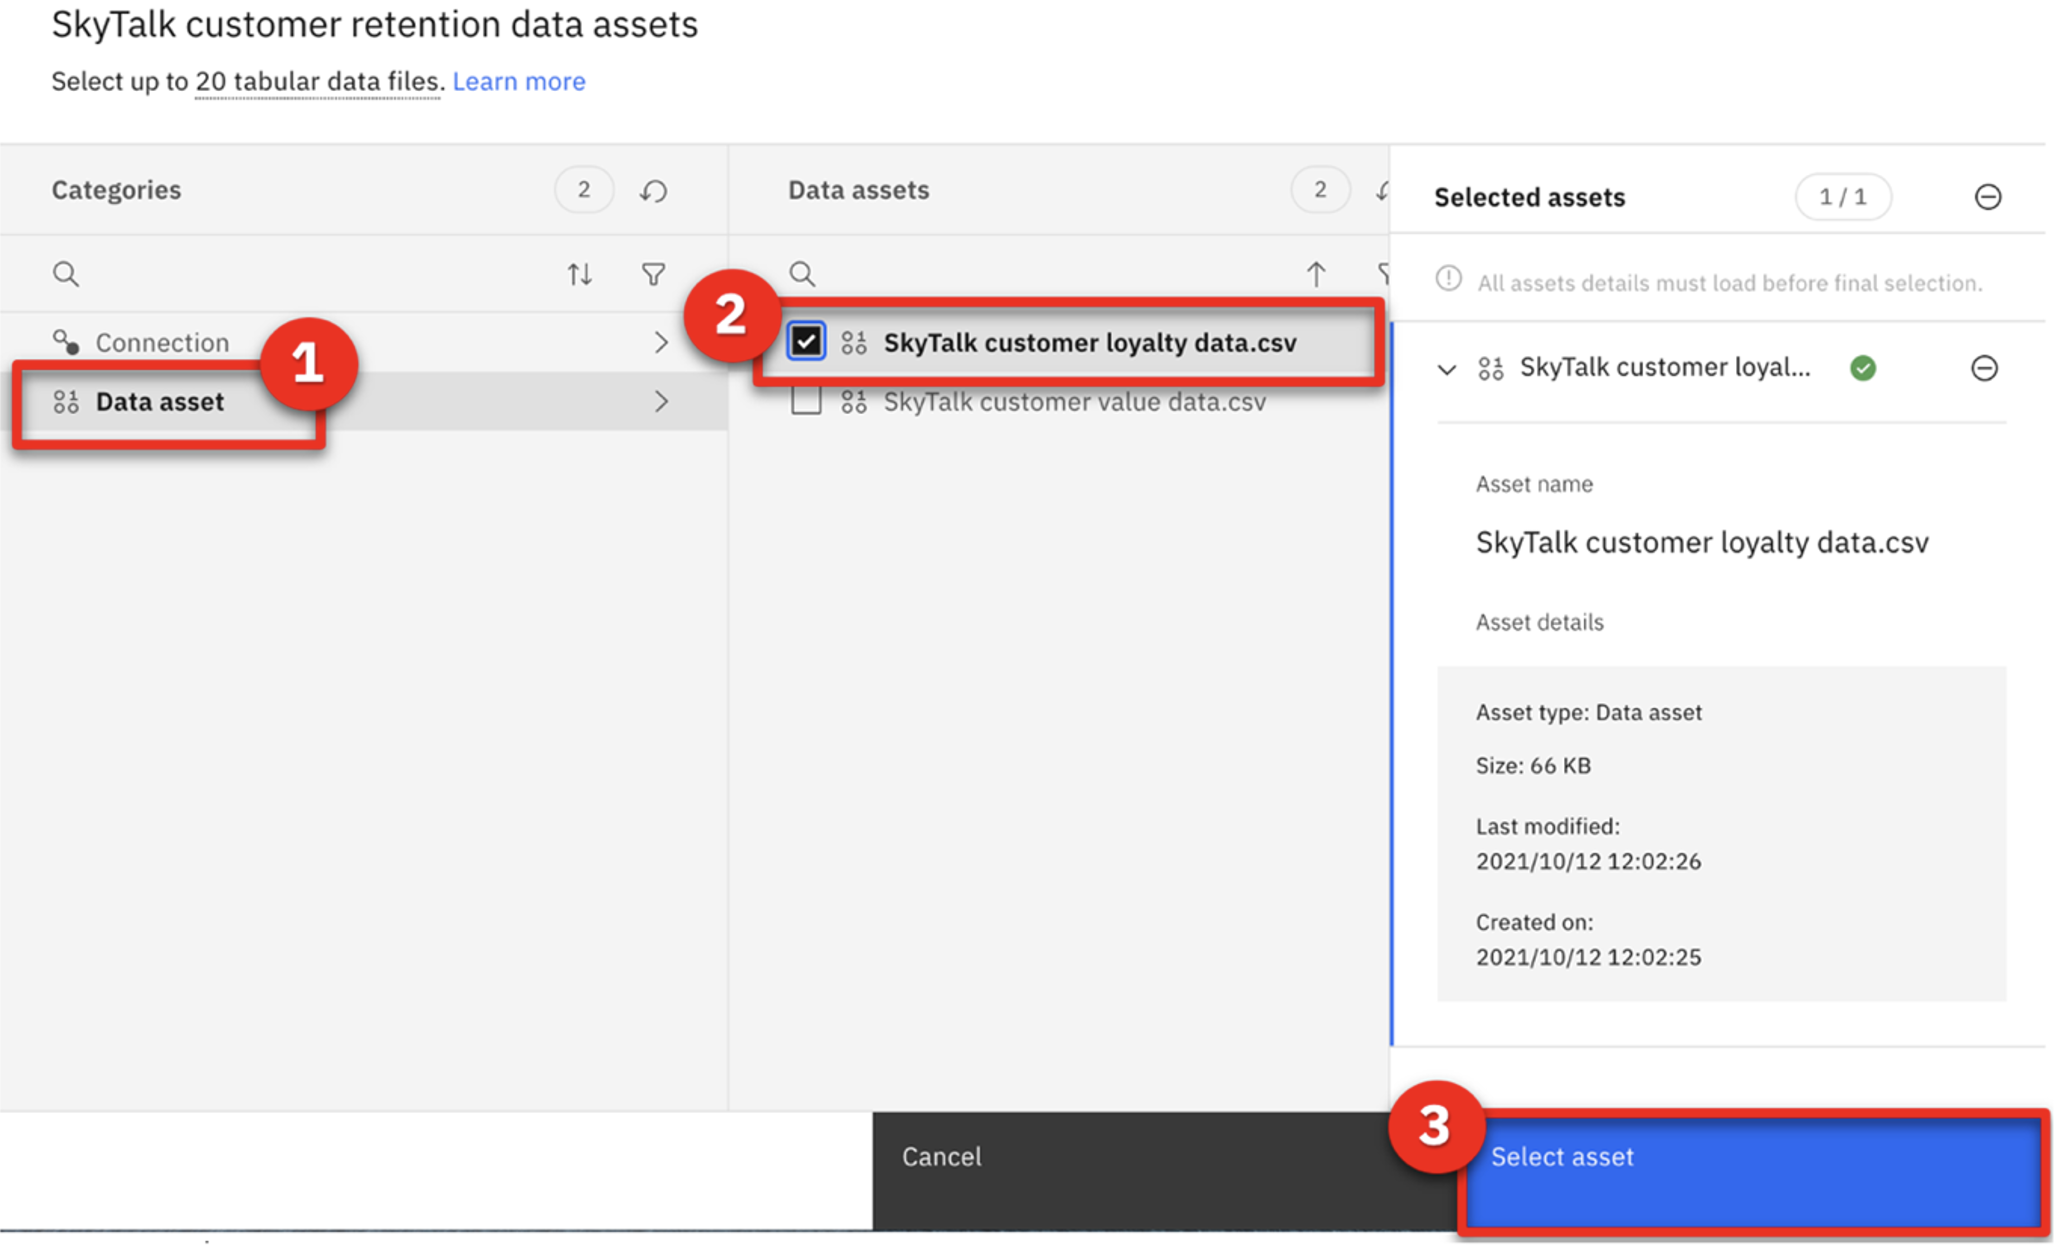 SkyTalk customer retention data assets
Select up to 20 tabular data files. Learn more
Categories 2
Data assets 2
Selected assets 1 / 1
All assets details must load before final selection.
Connection
1
Data asset
2
SkyTalk customer loyalty data.csv
SkyTalk customer value data.csv
SkyTalk customer loyal...
Asset name
SkyTalk customer loyalty data.csv
Asset details
Asset type: Data asset
Size: 66 KB
Last modified:
2021/10/12 12:02:26
Created on:
2021/10/12 12:02:25
Cancel
3
Select asset